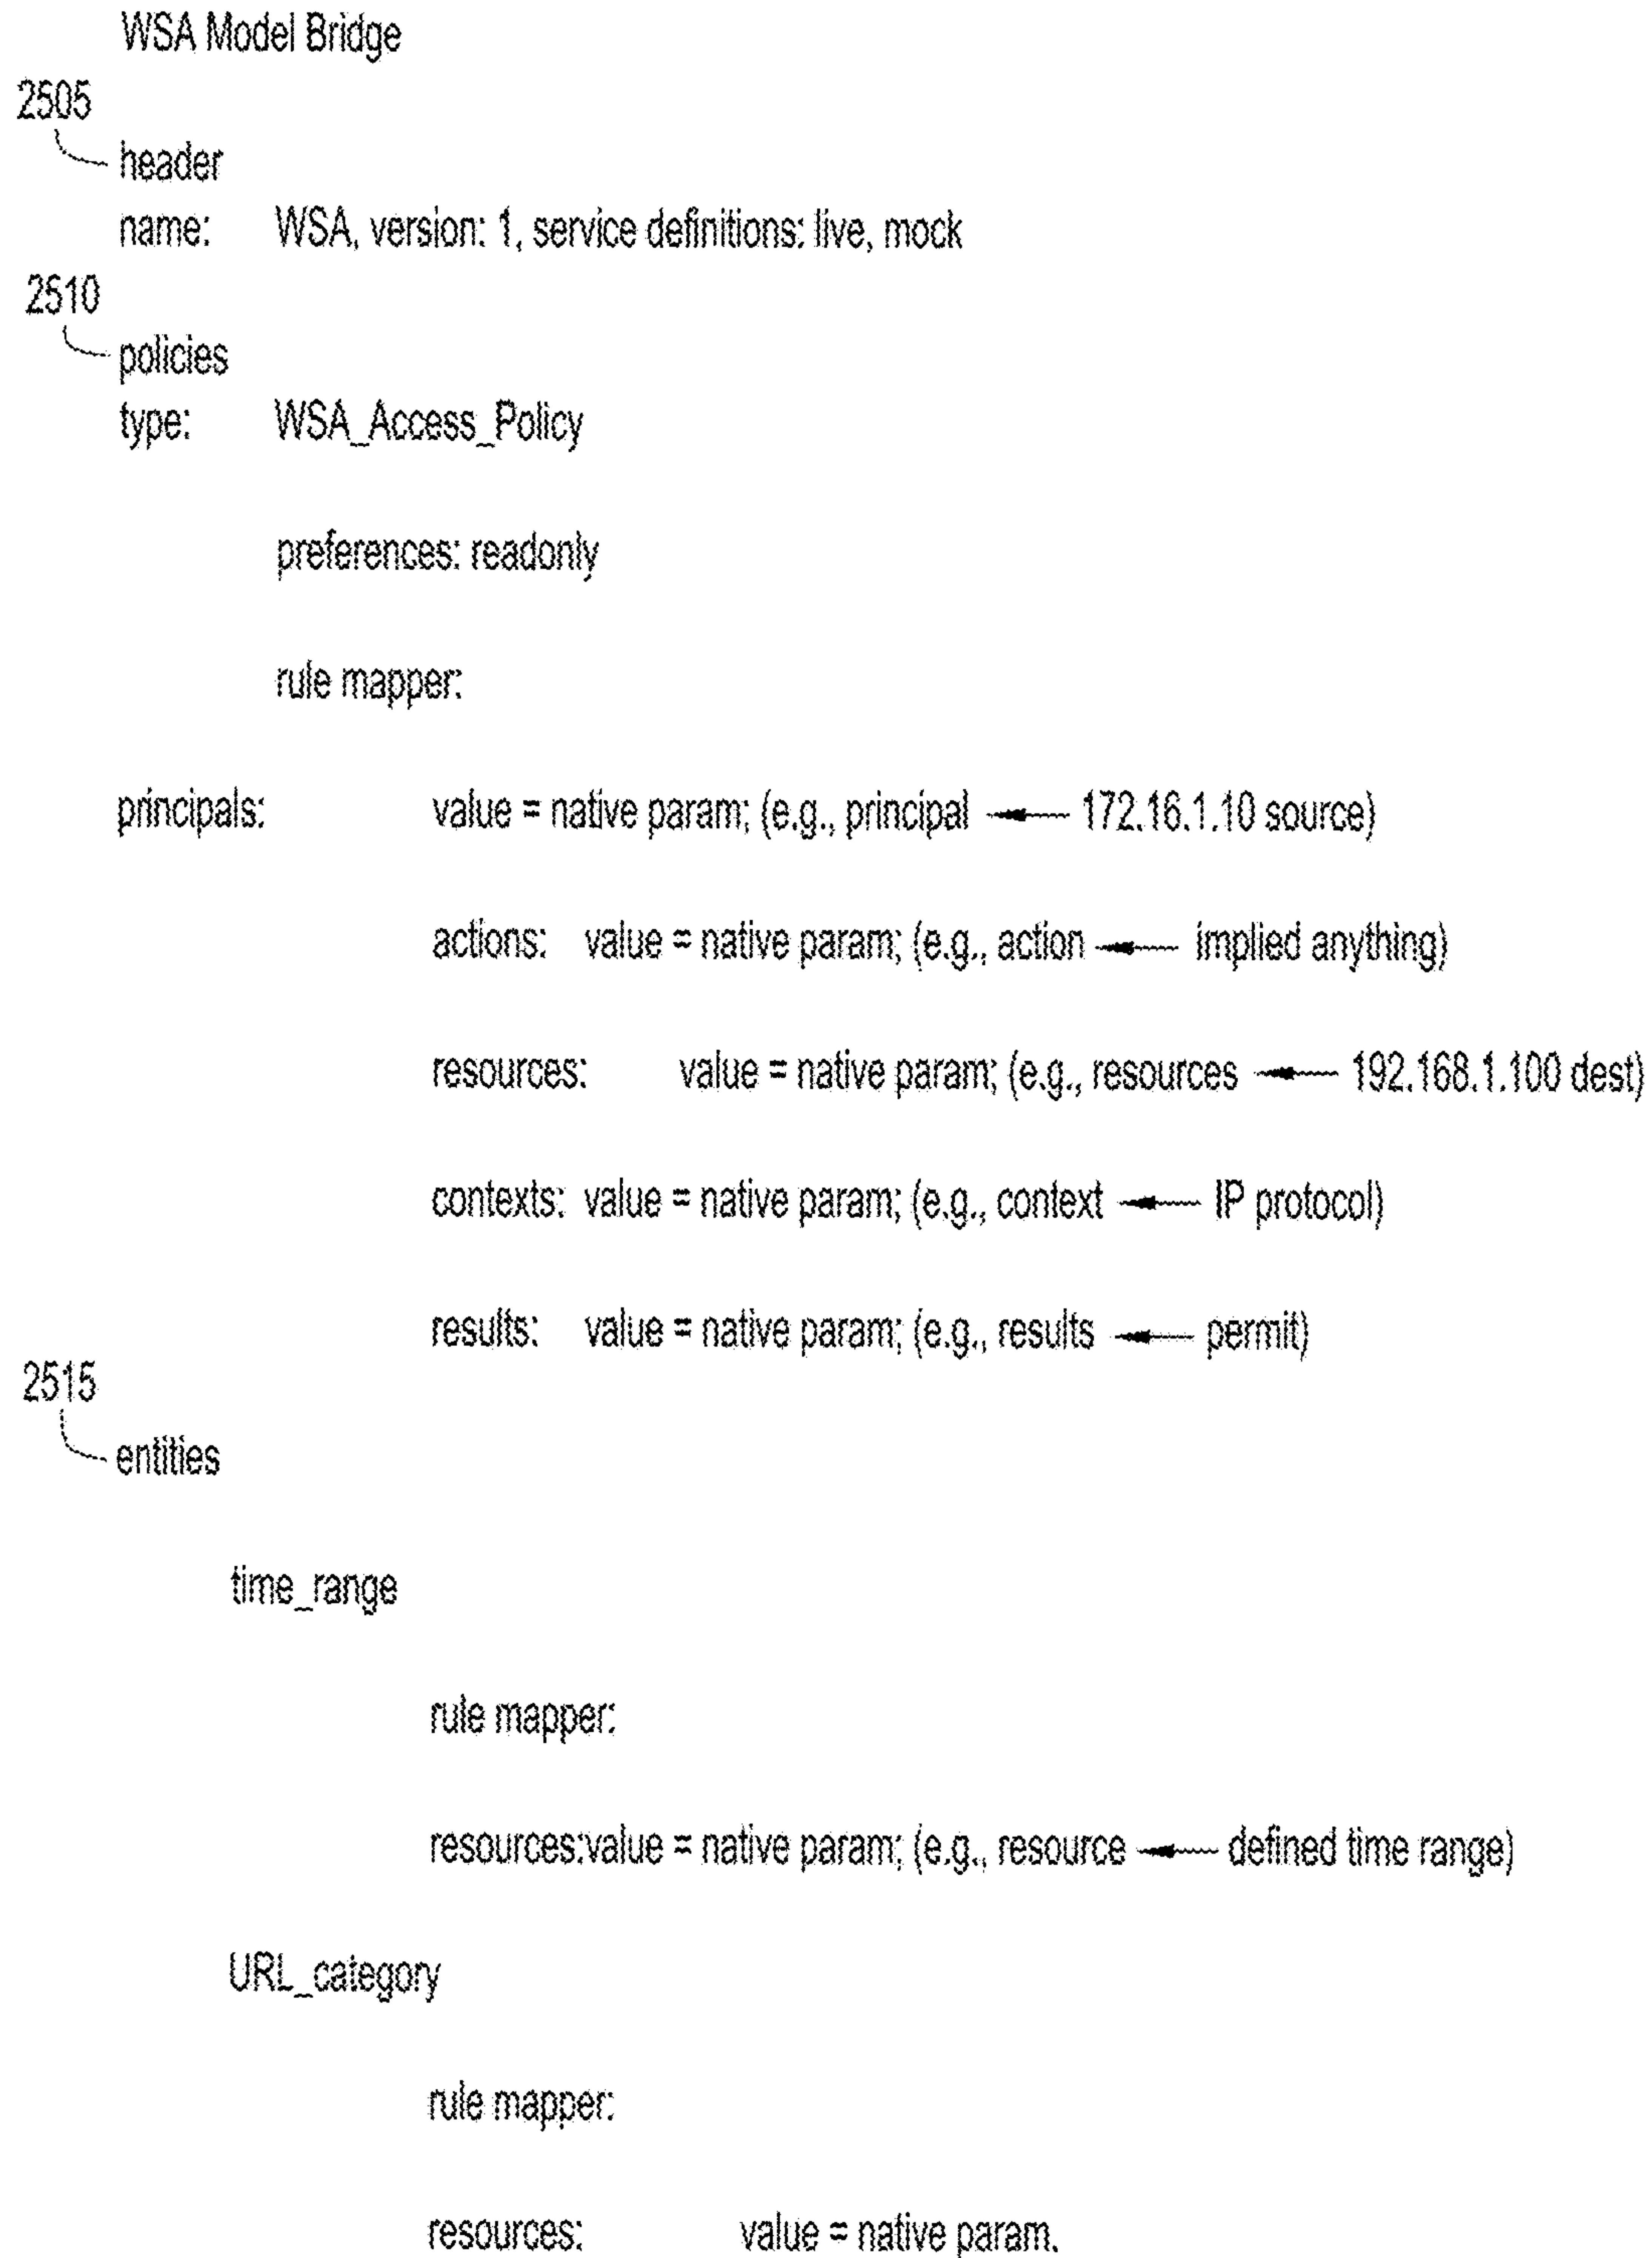 WSA Model Bridge
2505
header
name: WSA, version: 1, service definitions: live, mock
2510
policies
type: WSA_Access_Policy
preferences: readonly
rule mapper:
principals: value = native param; (e.g., principal ← 172.16.1.10 source)
actions: value = native param; (e.g., action ← implied anything)
resources: value = native param; (e.g., resources ← 192.168.1.100 dest)
contexts: value = native param; (e.g., context ← IP protocol)
results: value = native param; (e.g., results ← permit)
2515
entities
time_range
rule mapper:
resources:value = native param; (e.g., resource ← defined time range)
URL_category
rule mapper:
resources: value = native param.